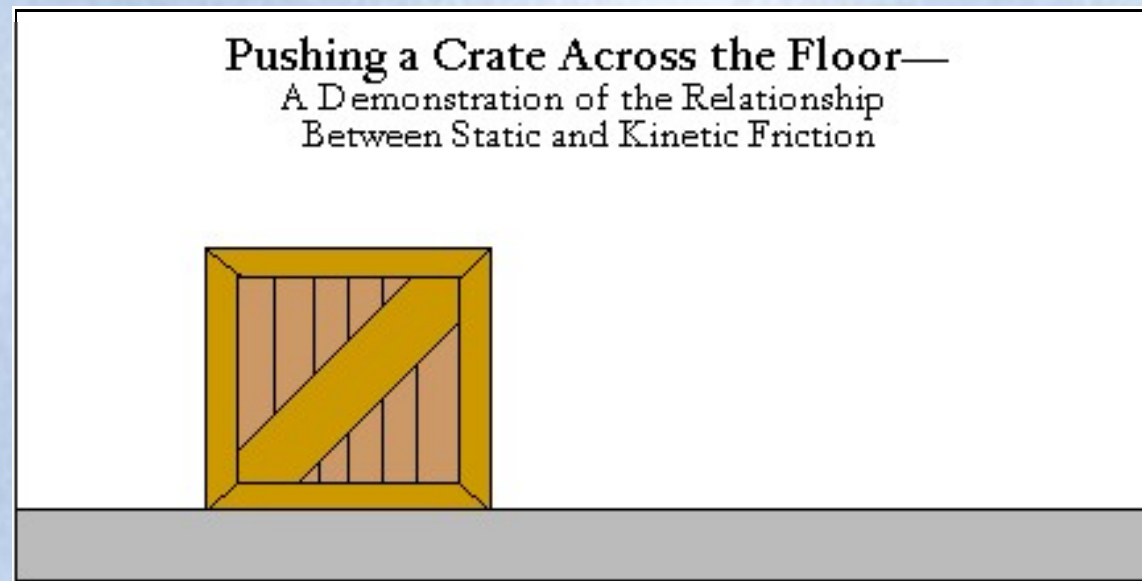 Pushing a Crate Across the Floor—
A Demonstration of the Relationship
Between Static and Kinetic Friction